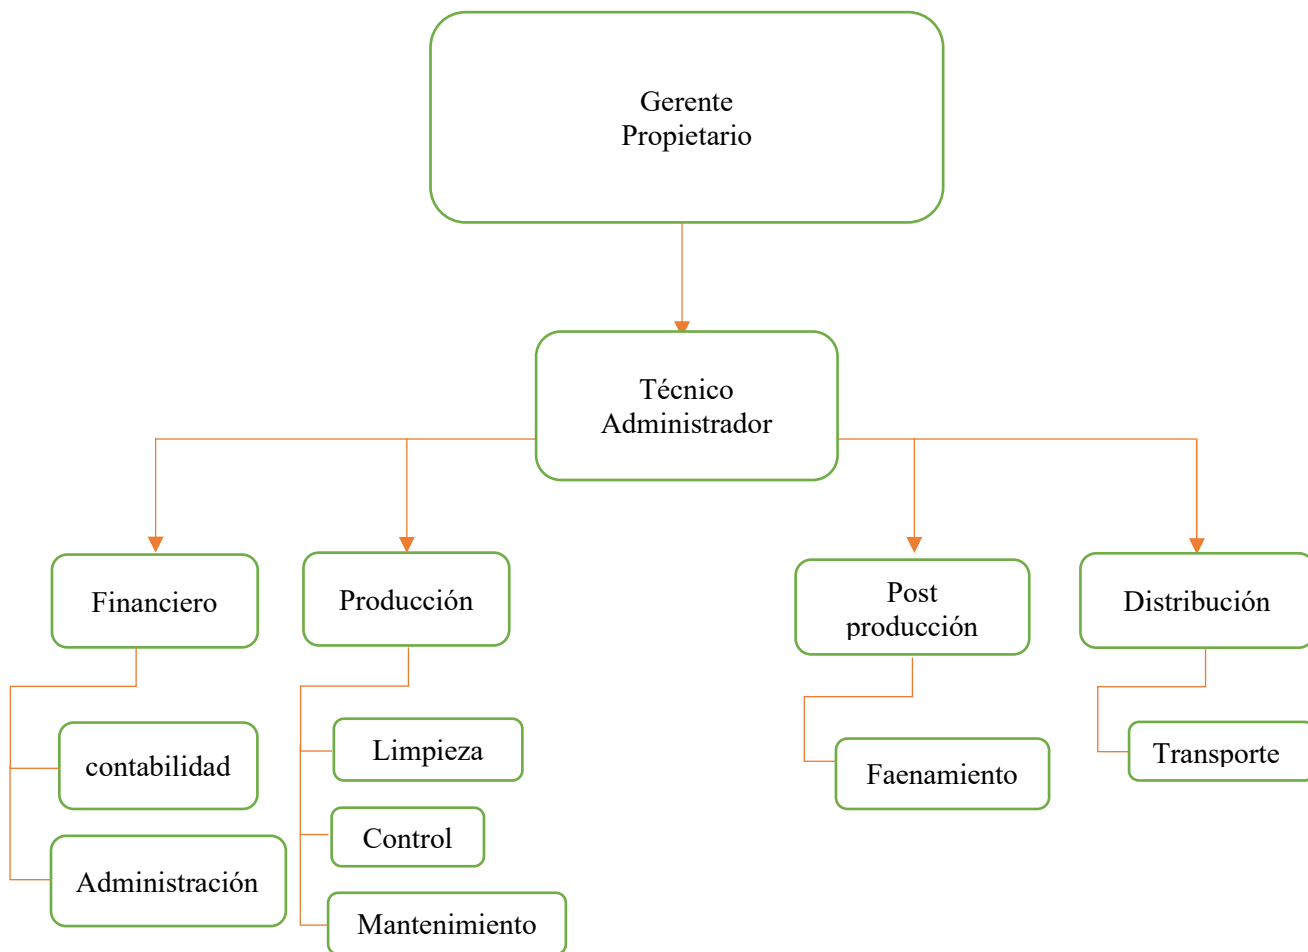 Gerente
Propietario
Técnico
Administrador
Financiero
Producción
Post
producción
Distribución
contabilidad
Administración
Limpieza
Control
Mantenimiento
Faenamiento
Transporte